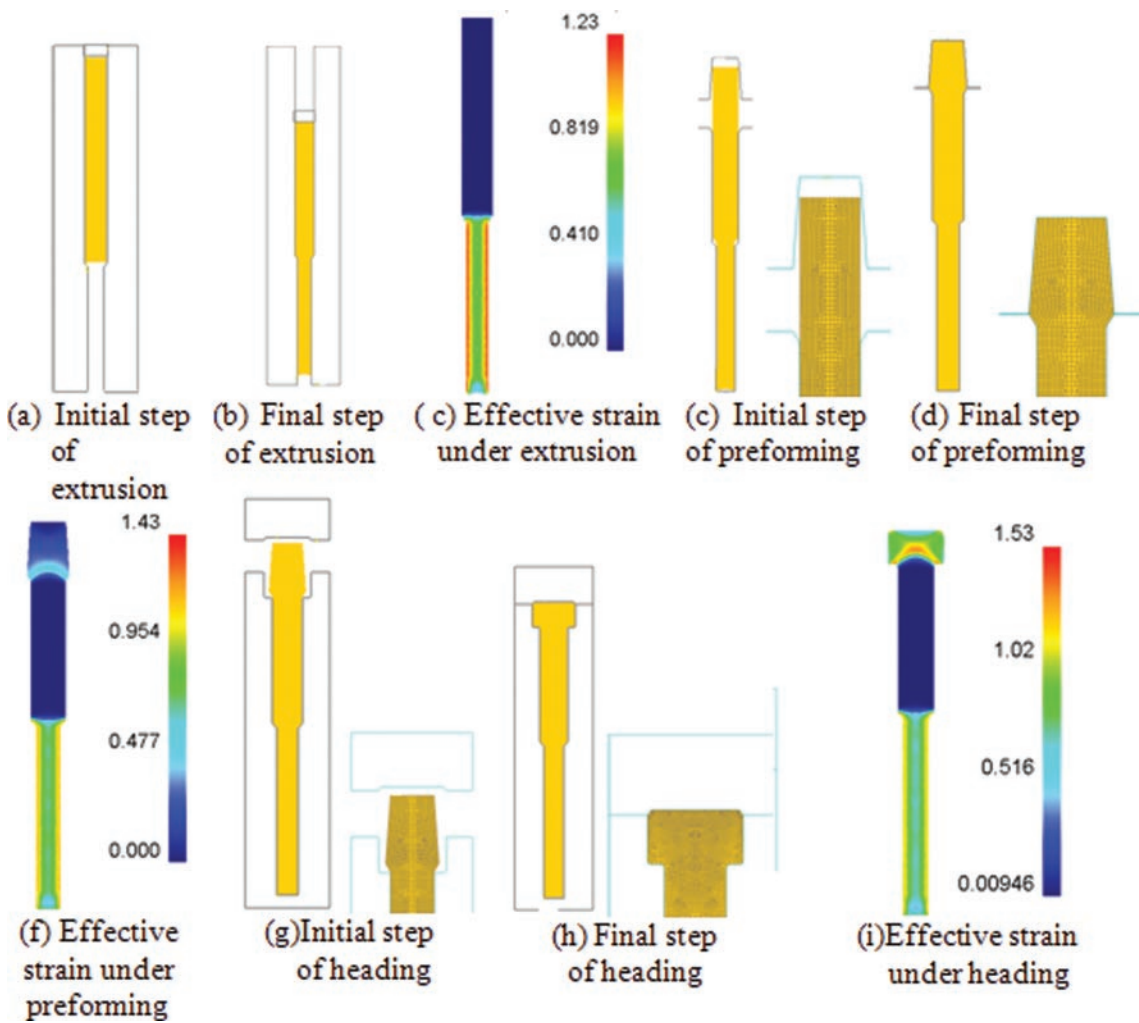 1.23
0.819
0.410
0.000
(a) Initial step
of
extrusion
(b) Final step
of extrusion
( c) Effective strain
under extrusion
(c) Initial step
of preforming
(d) Final step
of preforming
1.43
0.954
0.477
0.000
(f) Effective
strain under
preforming
(g)Initial step
of heading
(h) Final step
of heading
1.53
1.02
0.516
0.00946
(i)Effective strain
under heading